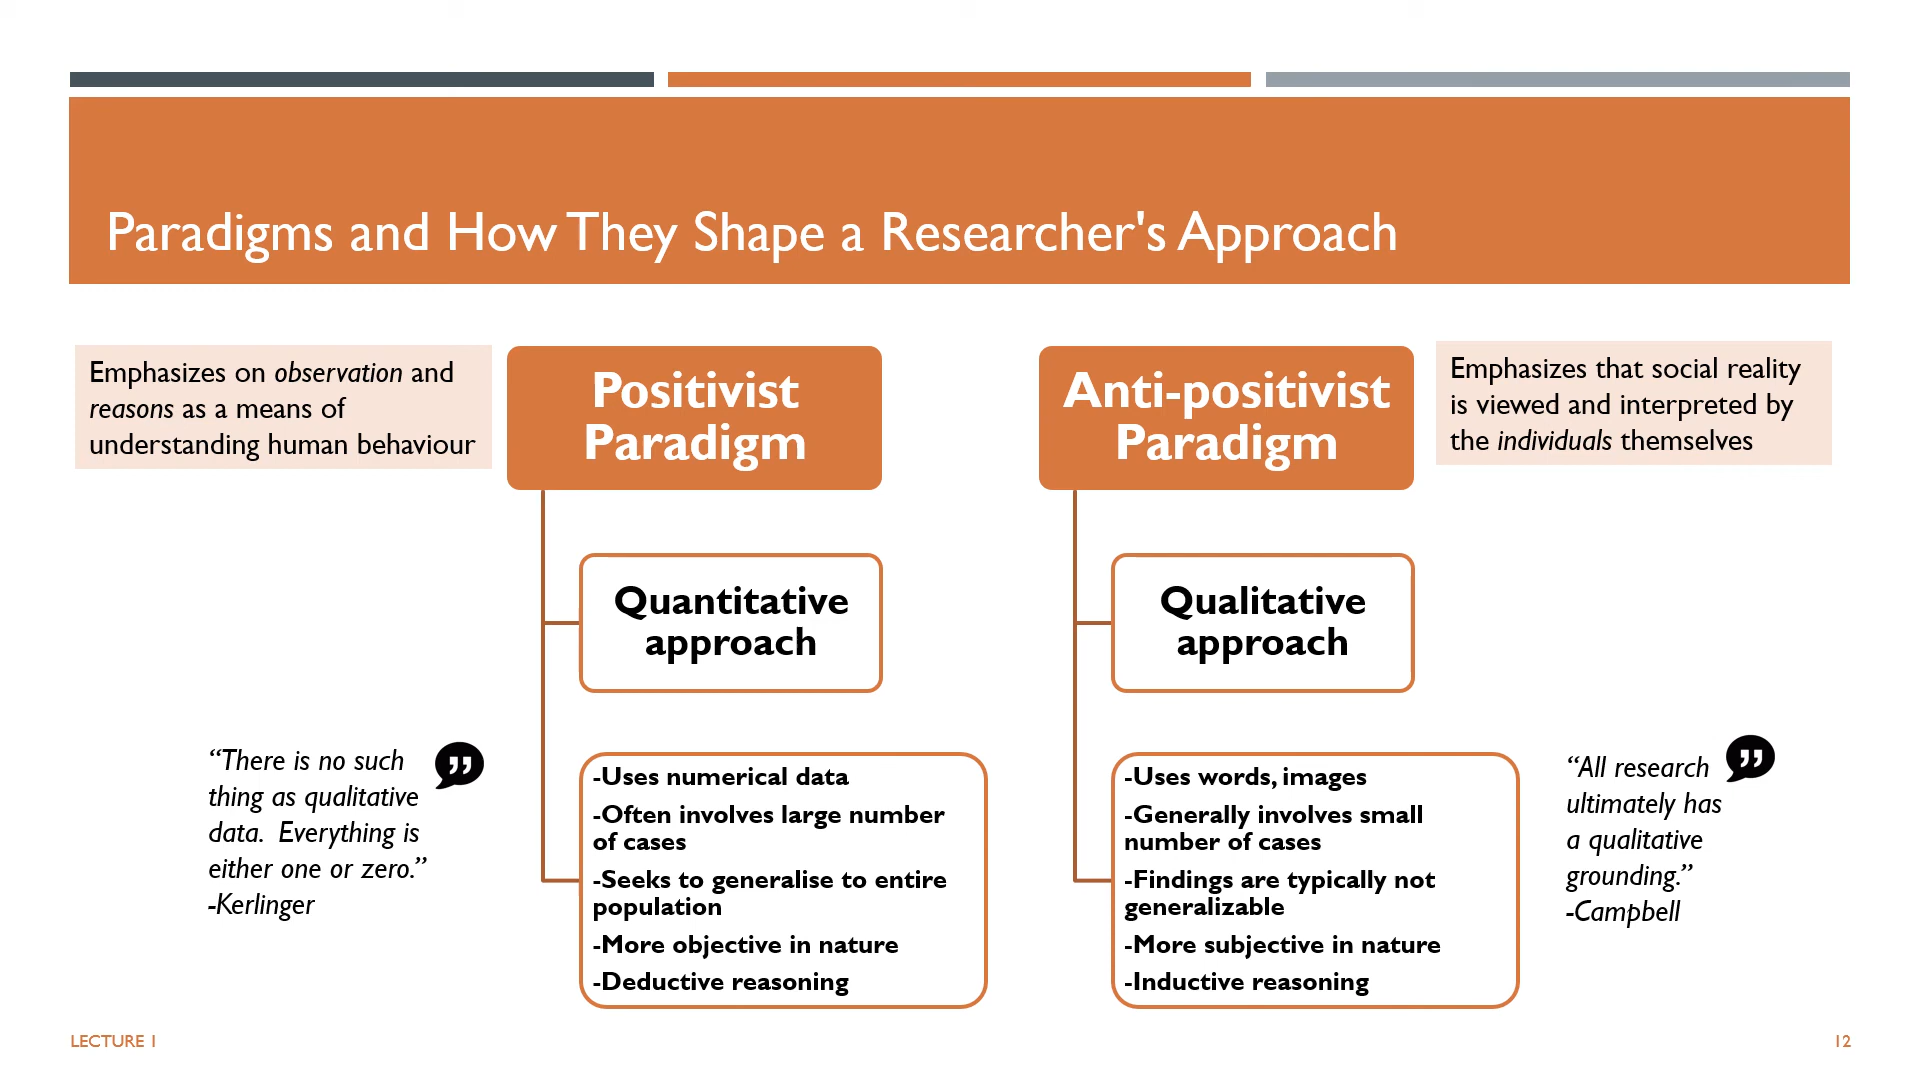 Paradigms and How They Shape a Researcher's Approach
Emphasizes on observation and
reasons as a means of
understanding human behaviour
Positivist
Paradigm
Quantitative
approach
“There is no such
thing as qualitative
data.  Everything is
either one or zero.”
-Kerlinger
-Uses numerical data
-Often involves large number
of cases
-Seeks to generalise to entire
population
-More objective in nature
-Deductive reasoning
Anti-positivist
Paradigm
Emphasizes that social reality
is viewed and interpreted by
the individuals themselves
Qualitative
approach
-Uses words, images
-Generally involves small
number of cases
-Findings are typically not
generalizable
-More subjective in nature
-Inductive reasoning
“All research
ultimately has
a qualitative
grounding.”
-Campbell
LECTURE 1
12